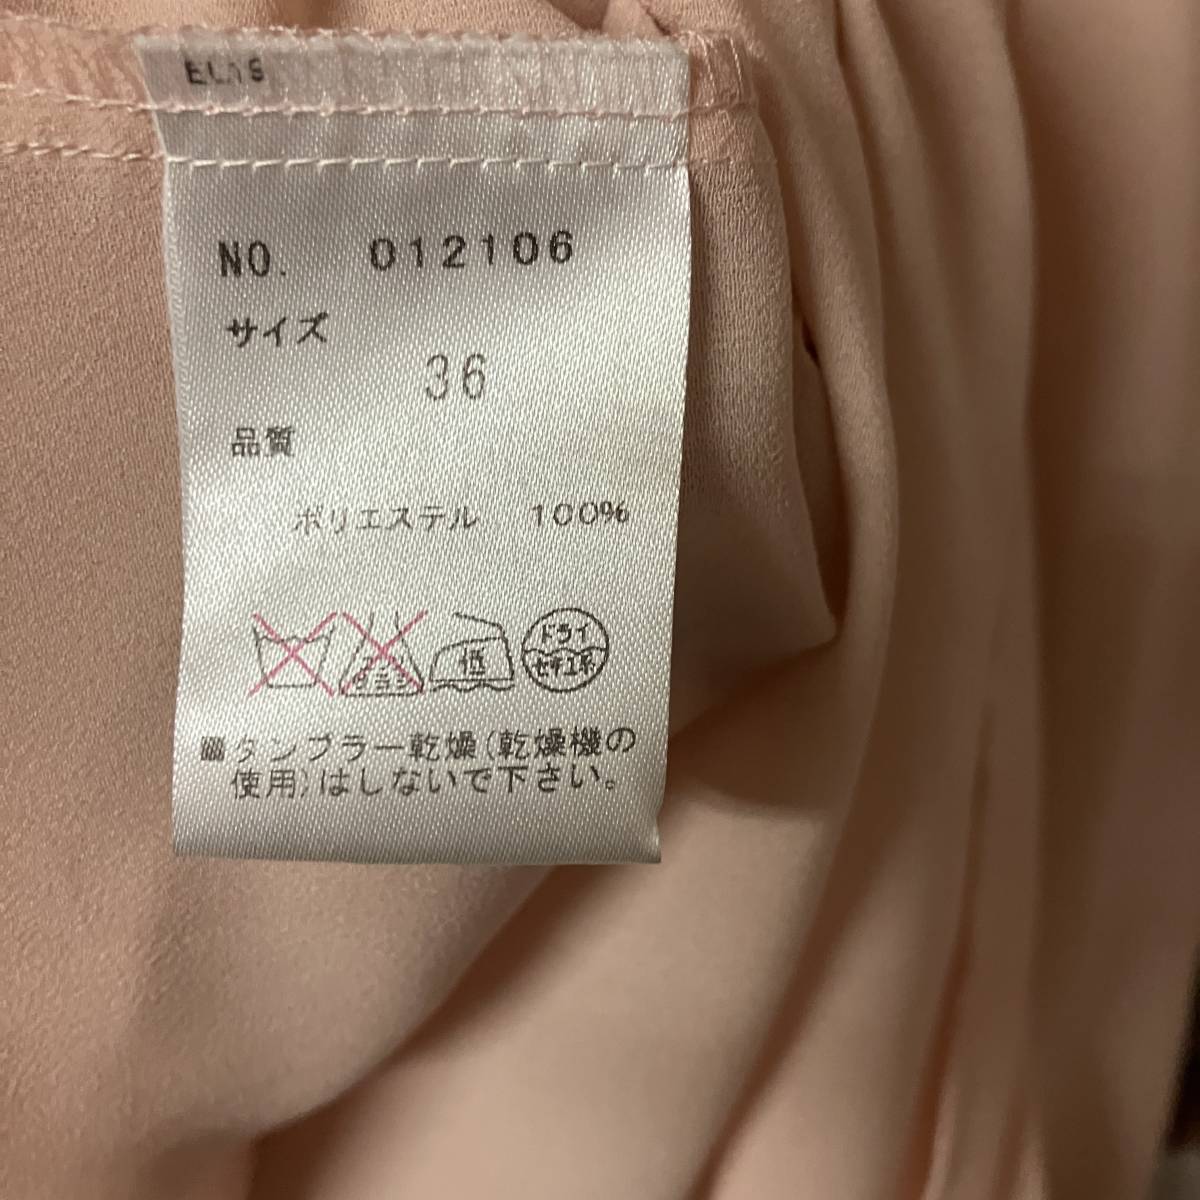 NO. 012106
サイズ
36
品質
ポリエステル 100%
低
ドライ
セキユ系
タンブラー乾燥(乾燥機の
使用)はしないで下さい。